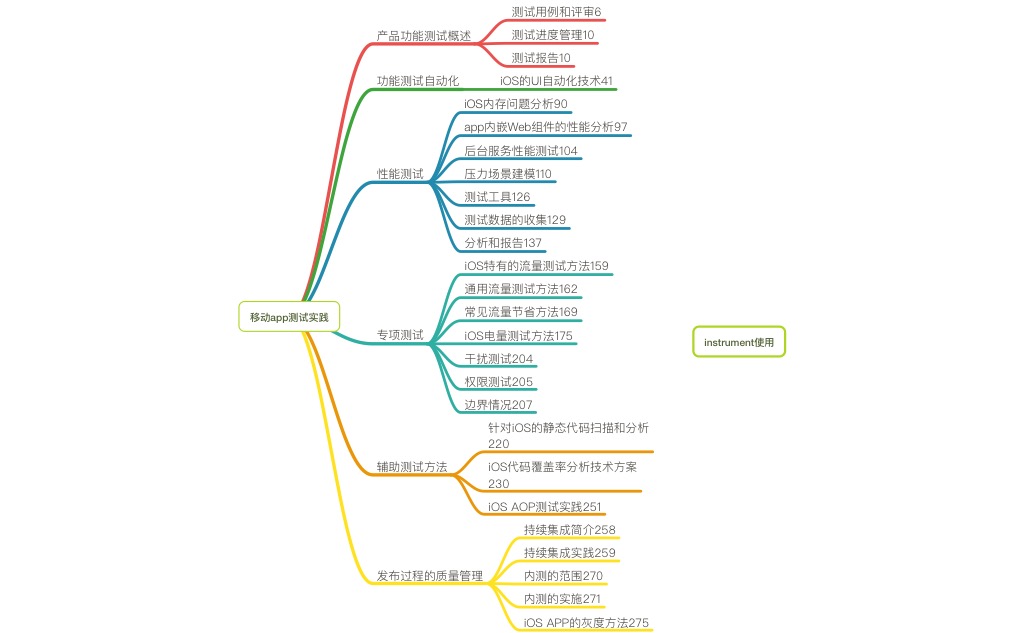 移动app测试实践
产品功能测试概述
测试用例和评审6
测试进度管理10
测试报告10
功能测试自动化
iOS的UI自动化技术41
性能测试
iOS内存问题分析90
app内嵌Web组件的性能分析97
后台服务性能测试104
压力场景建模110
测试工具126
测试数据的收集129
分析和报告137
专项测试
iOS特有的流量测试方法159
通用流量测试方法162
常见流量节省方法169
iOS电量测试方法175
干扰测试204
权限测试205
边界情况207
辅助测试方法
针对iOS的静态代码扫描和分析
220
iOS代码覆盖率分析技术方案
230
iOS AOP测试实践251
发布过程的质量管理
持续集成简介258
持续集成实践259
内测的范围270
内测的实施271
iOS APP的灰度方法275
instrument使用